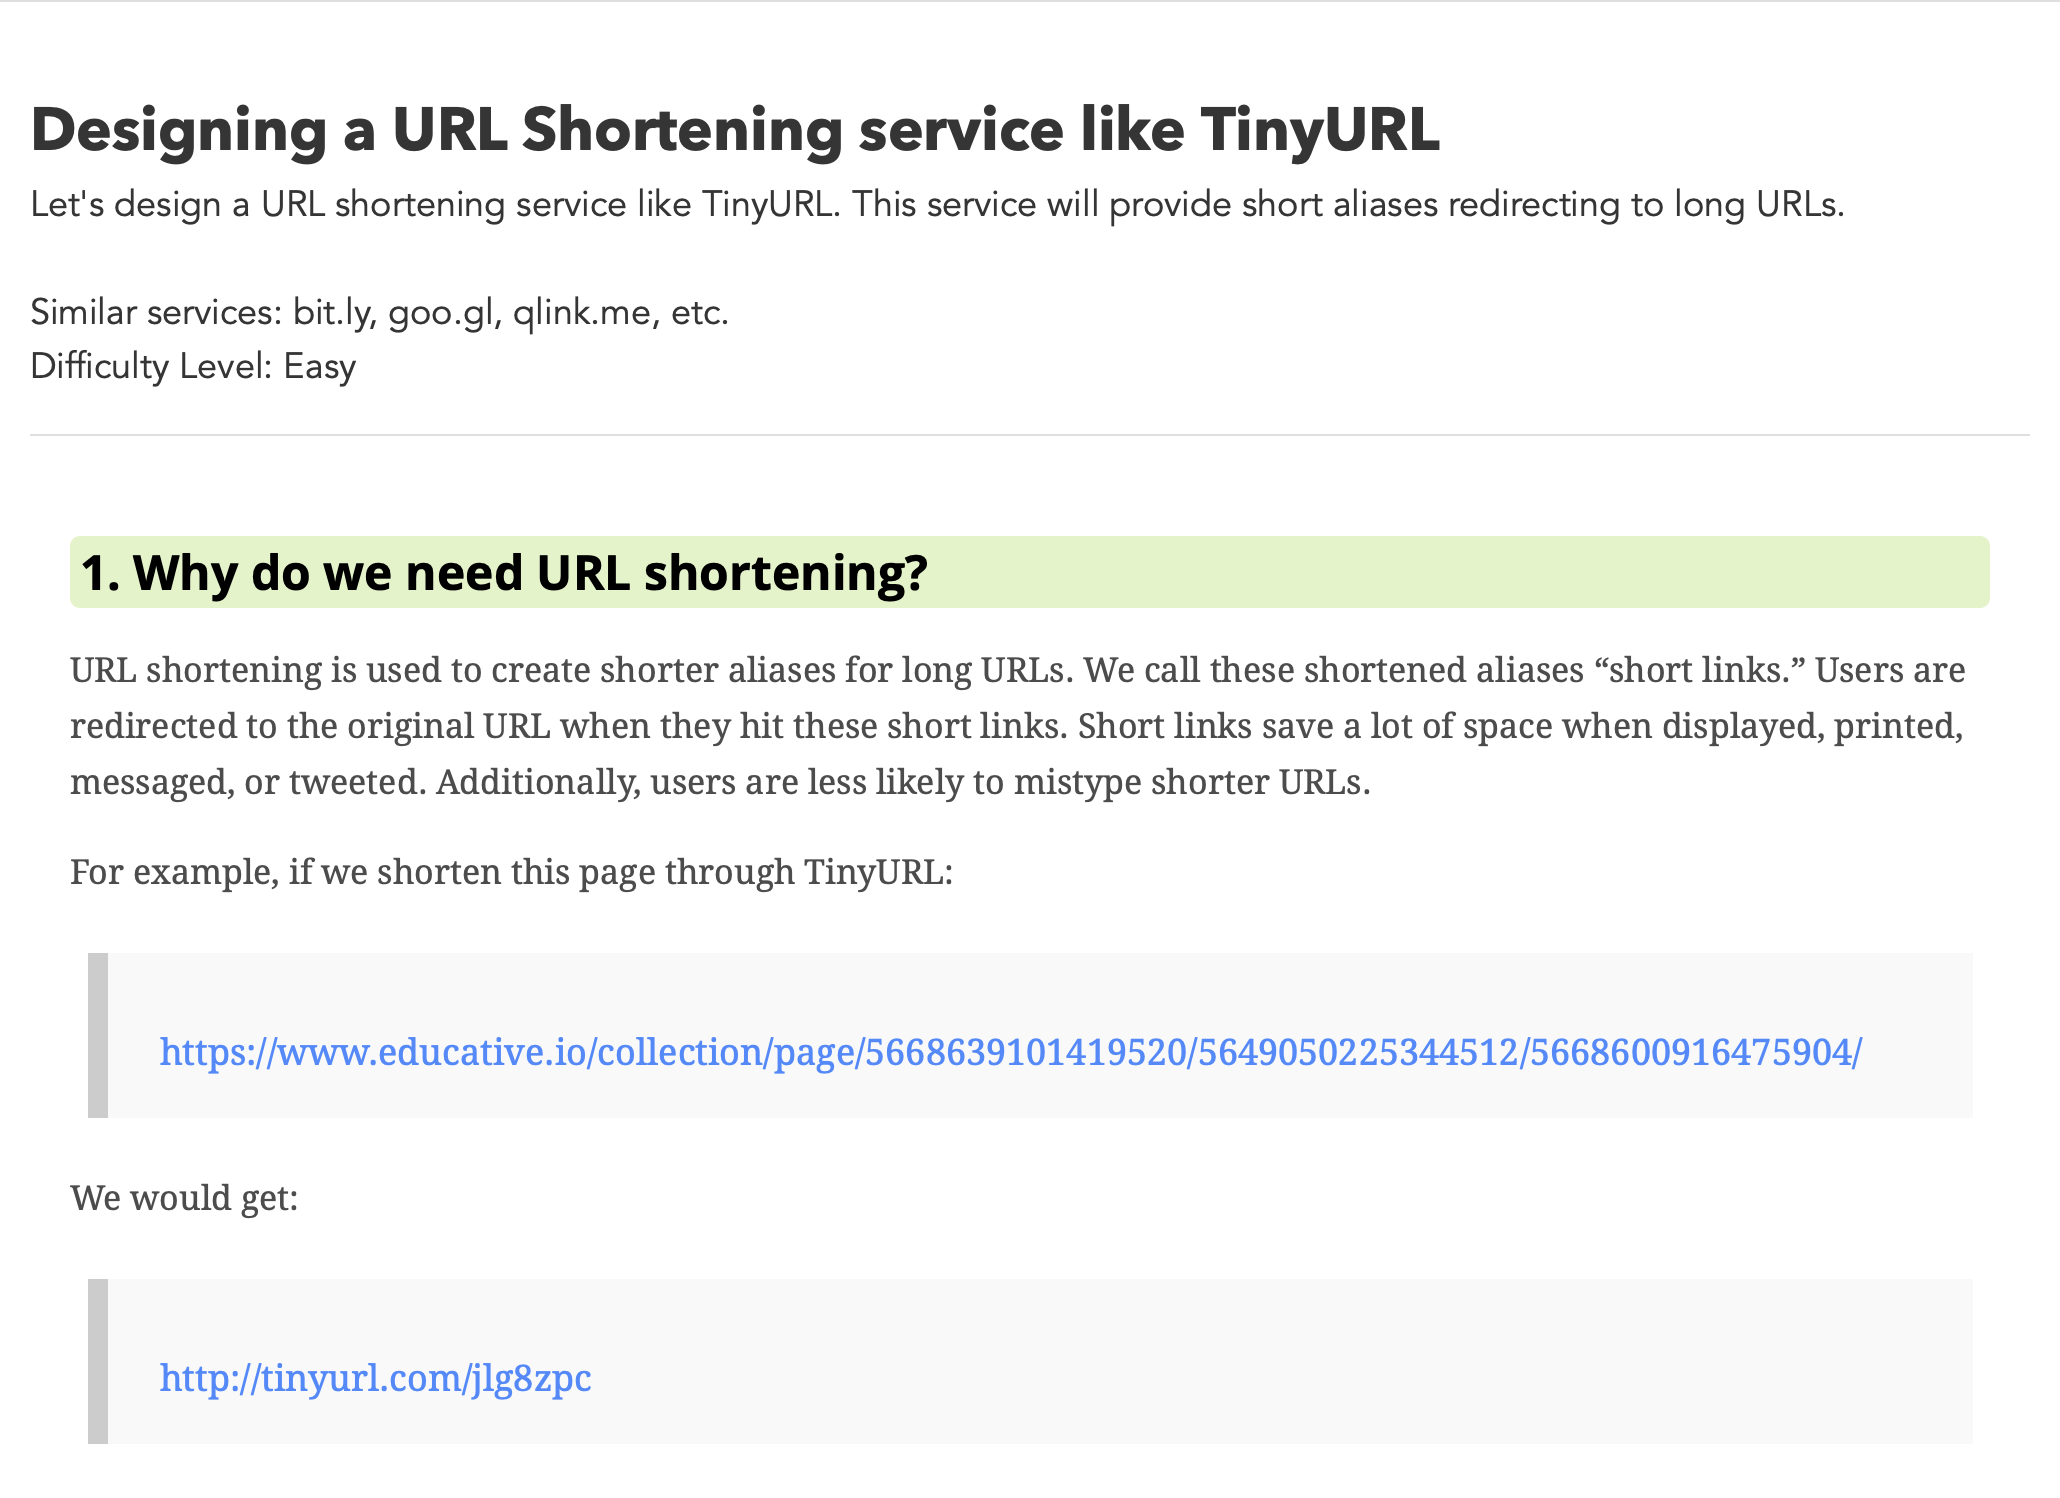 Designing a URL Shortening service like TinyURL
Let's design a URL shortening service like TinyURL. This service will provide short aliases redirecting to long URLs.
Similar services: bit.ly, goo.gl, qlink.me, etc.
Difficulty Level: Easy
1. Why do we need URL shortening?
URL shortening is used to create shorter aliases for long URLs. We call these shortened aliases “short links.” Users are
redirected to the original URL when they hit these short links. Short links save a lot of space when displayed, printed,
messaged, or tweeted. Additionally, users are less likely to mistype shorter URLs.
For example, if we shorten this page through TinyURL:
https://www.educative.io/collection/page/5668639101419520/5649050225344512/5668600916475904/
We would get:
http://tinyurl.com/jlg8zpc